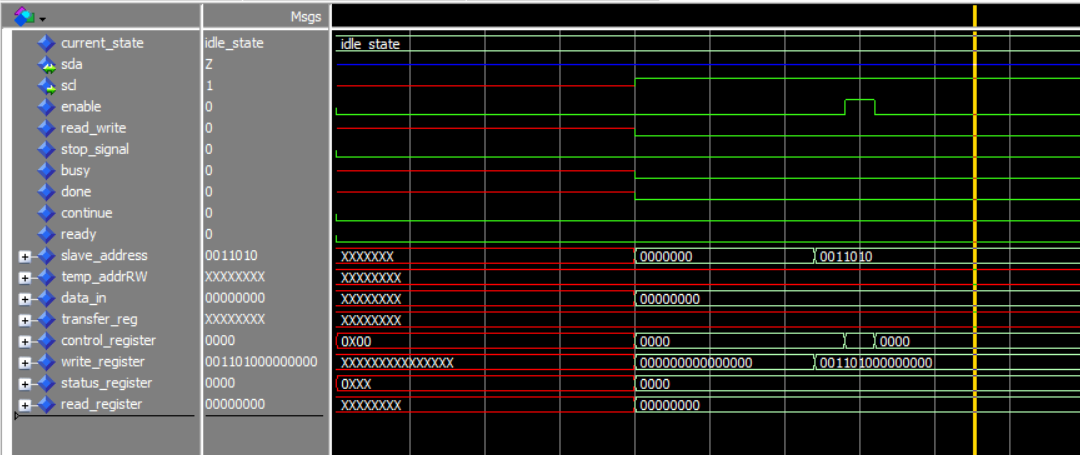 Msgs
current_state idle_state idle_state
sda Z
scl 1
enable 0
read_write 0
stop_signal 0
busy 0
done 0
continue 0
ready 0
slave_address 0011010 XXXXXXX 0000000 0011010
temp_addrRW XXXXXXXX XXXXXXXX
data_in 00000000 XXXXXXXX 00000000
transfer_reg XXXXXXXX XXXXXXXX
control_register 0000 0X00 0000 0000
write_register 001101000000000 XXXXXXXXXXXXXXX 000000000000000 001101000000000
status_register 0000 0XXX 0000
read_register 00000000 XXXXXXXX 00000000